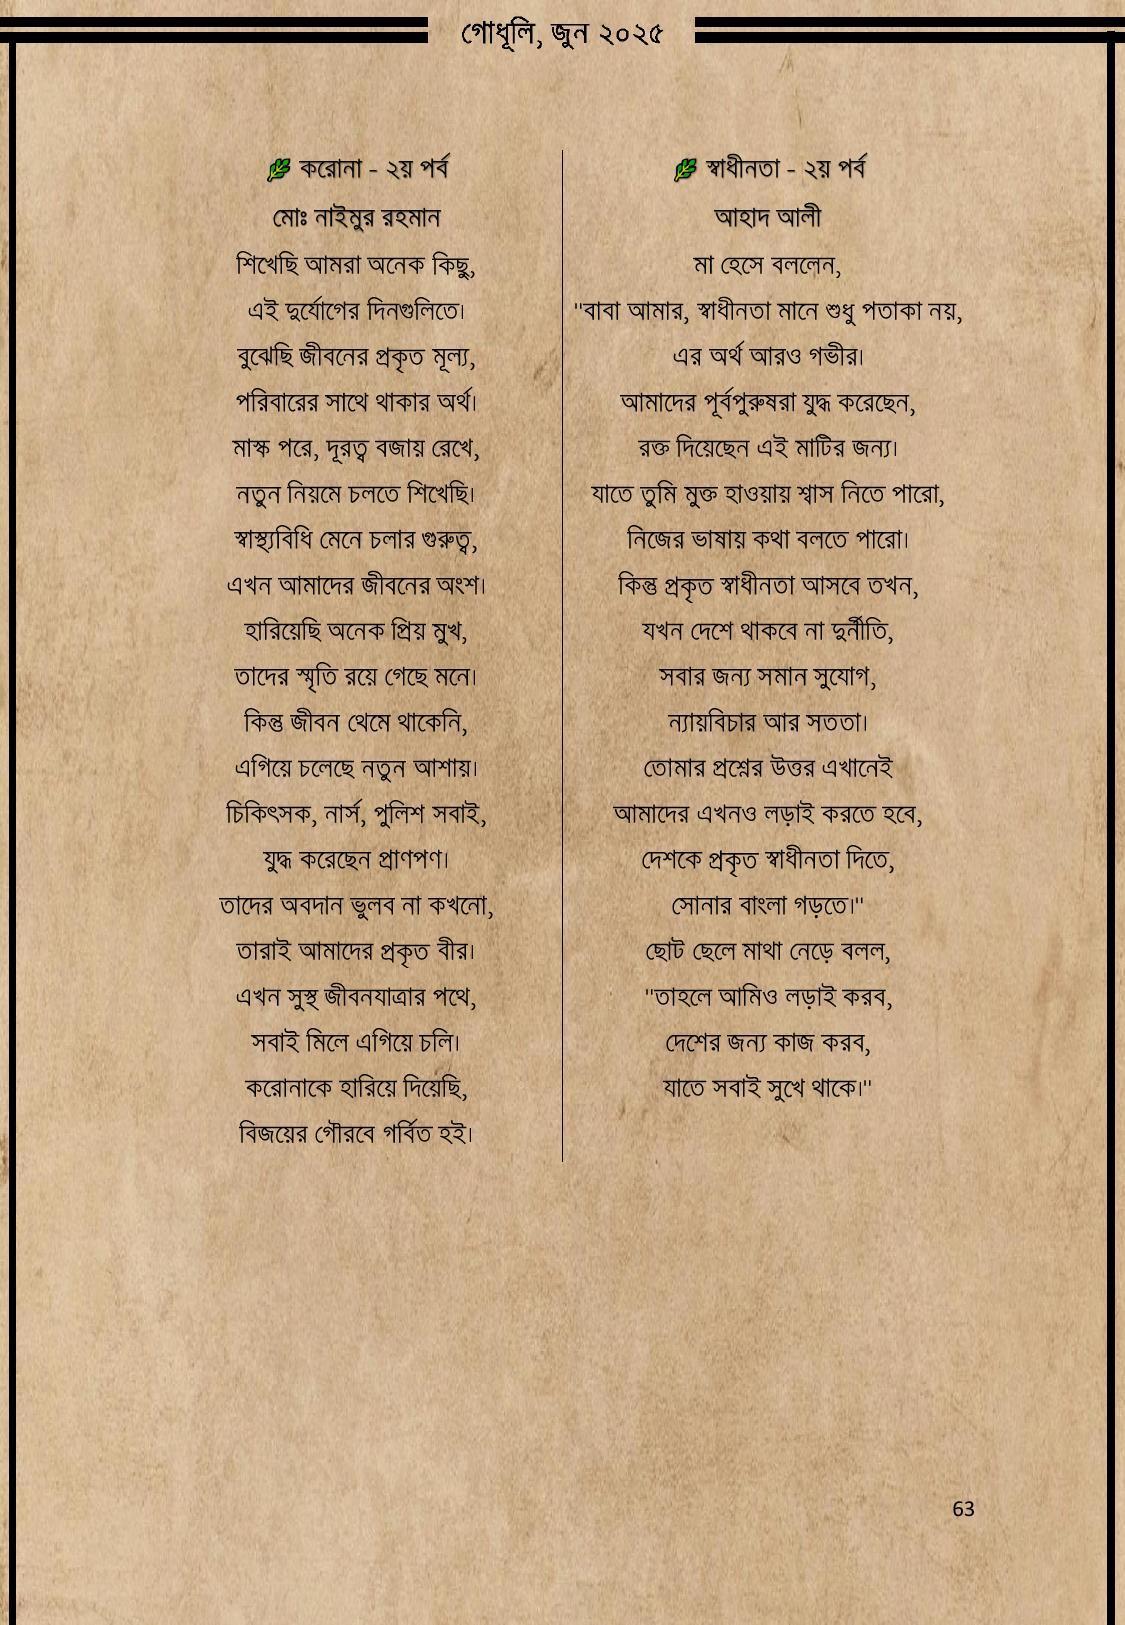 গোধূলি, জুন ২০২৫
🌿 করোনা - ২য় পর্ব
মোঃ নাইমুর রহমান
শিখেছি আমরা অনেক কিছু,
এই দুর্যোগের দিনগুলিতে।
বুঝেছি জীবনের প্রকৃত মূল্য,
পরিবারের সাথে থাকার অর্থ।
মাস্ক পরে, দূরত্ব বজায় রেখে,
নতুন নিয়মে চলতে শিখেছি।
স্বাস্থ্যবিধি মেনে চলার গুরুত্ব,
এখন আমাদের জীবনের অংশ।
হারিয়েছি অনেক প্রিয় মুখ,
তাদের স্মৃতি রয়ে গেছে মনে।
কিন্তু জীবন থেমে থাকেনি,
এগিয়ে চলেছে নতুন আশায়।
চিকিৎসক, নার্স, পুলিশ সবাই,
যুদ্ধ করেছেন প্রাণপণ।
তাদের অবদান ভুলব না কখনো,
তারাই আমাদের প্রকৃত বীর।
এখন সুস্থ জীবনযাত্রার পথে,
সবাই মিলে এগিয়ে চলি।
করোনাকে হারিয়ে দিয়েছি,
বিজয়ের গৌরবে গর্বিত হই।
🌿 স্বাধীনতা - ২য় পর্ব
আহাদ আলী
মা হেসে বললেন,
"বাবা আমার, স্বাধীনতা মানে শুধু পতাকা নয়,
এর অর্থ আরও গভীর।
আমাদের পূর্বপুরুষরা যুদ্ধ করেছেন,
রক্ত দিয়েছেন এই মাটির জন্য।
যাতে তুমি মুক্ত হাওয়ায় শ্বাস নিতে পারো,
নিজের ভাষায় কথা বলতে পারো।
কিন্তু প্রকৃত স্বাধীনতা আসবে তখন,
যখন দেশে থাকবে না দুর্নীতি,
সবার জন্য সমান সুযোগ,
ন্যায়বিচার আর সততা।
তোমার প্রশ্নের উত্তর এখানেই
আমাদের এখনও লড়াই করতে হবে,
দেশকে প্রকৃত স্বাধীনতা দিতে,
সোনার বাংলা গড়তে।"
ছোট ছেলে মাথা নেড়ে বলল,
"তাহলে আমিও লড়াই করব,
দেশের জন্য কাজ করব,
যাতে সবাই সুখে থাকে।"
63